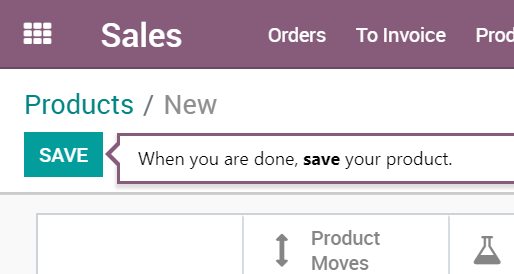 Sales Orders To Invoice Prod
Products / New
SAVE When you are done, save your product.
Product
Moves